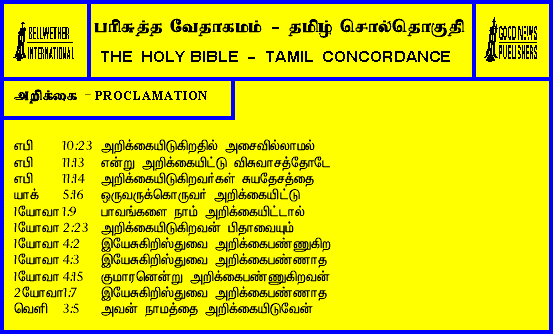 BELLWETHER
INTERNATIONAL
பரிசுத்த வேதாகமம் – தமிழ் சொல்தொகுதி
THE HOLY BIBLE – TAMIL CONCORDANCE
GOOD NEWS
PUBLISHERS
அறிக்கை – PROCLAMATION
எபி 10:23 அறிக்கையிடுகிறதில் அசைவில்லாமல்
எபி 11:13 என்று அறிக்கையிட்டு விசுவாசத்தோடே
எபி 11:14 அறிக்கையிடுகிறவர்கள் சுயதேசத்தை
யாக் 5:16 ஒருவருக்கொருவர் அறிக்கையிட்டு
1யோவா 1:9 பாவங்களை நாம் அறிக்கையிட்டால்
1யோவா 2:23 அறிக்கையிடுகிறவன் பிதாவையும்
1யோவா 4:2 இயேசுகிறிஸ்துவை அறிக்கைபண்ணுகிற
1யோவா 4:3 இயேசுகிறிஸ்துவை அறிக்கைபண்ணாத
1யோவா 4:15 குமாரனென்று அறிக்கைபண்ணுகிறவன்
2யோவா 1:7 இயேசுகிறிஸ்துவை அறிக்கைபண்ணாத
வெளி 3:5 அவன் நாமத்தை அறிக்கையிடுவேன்